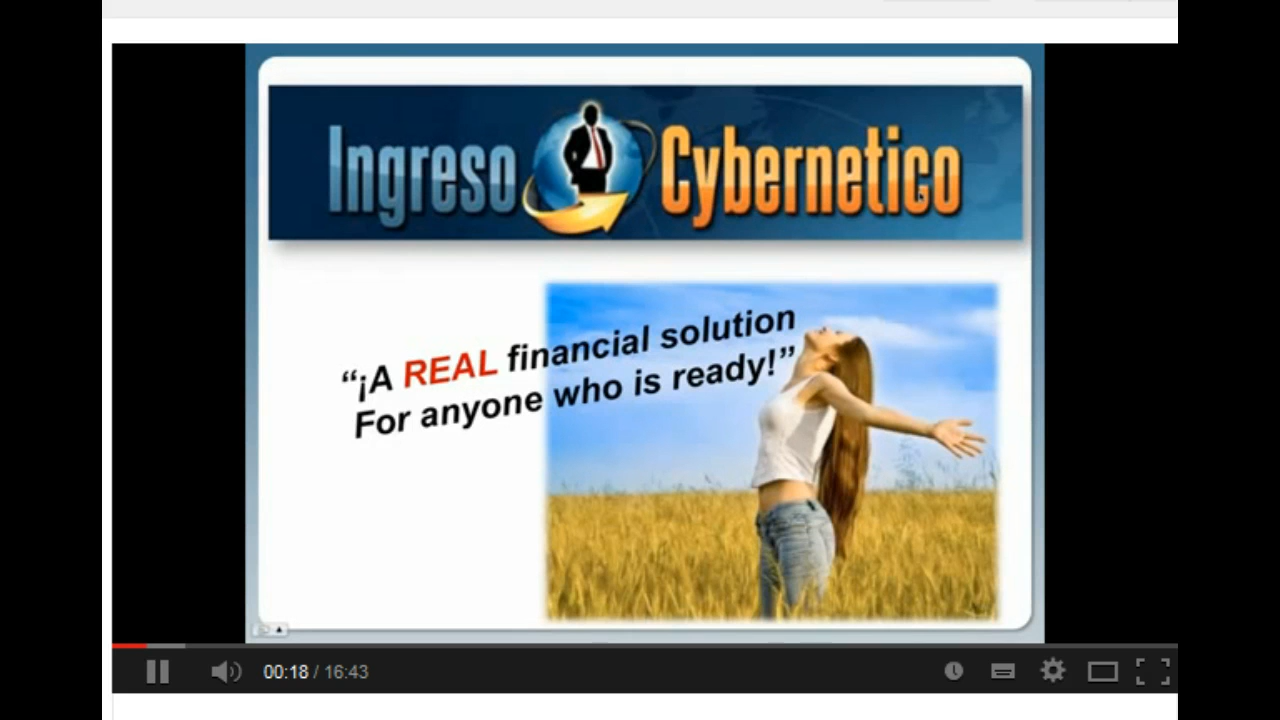 Ingreso Cybernetico
“¡A REAL financial solution
For anyone who is ready!”
00:18 / 16:43